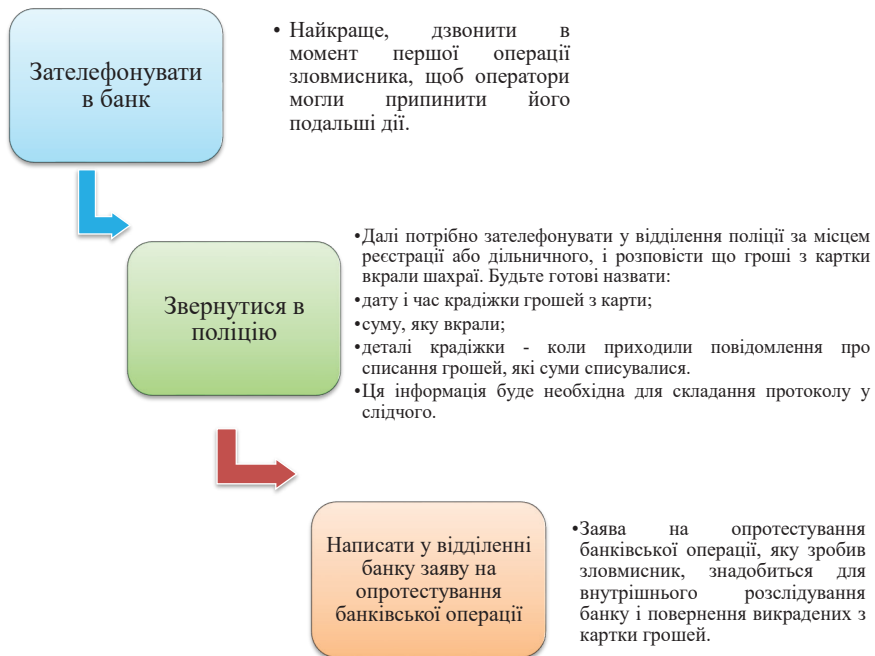 Зателефонувати
в банк
• Найкраще, дзвонити в
момент першої операції
зловмисника, щоб оператори
могли припинити його
подальші дії.
Звернутися в
поліцію
•Далі потрібно зателефонувати у відділення поліції за місцем
реєстрації або дільничного, і розповісти що гроші з картки
вкрали шахраї. Будьте готові назвати:
•дату і час крадіжки грошей з карти;
•суму, яку вкрали;
•деталі крадіжки - коли приходили повідомлення про
списання грошей, які суми списувалися.
•Ця інформація буде необхідна для складання протоколу у
слідчого.
Написати у відділенні
банку заяву на
опротестування
банківської операції
•Заява на опротестування
банківської операції, яку зробив
зловмисник, знадобиться для
внутрішнього розслідування
банку і повернення викрадених з
картки грошей.